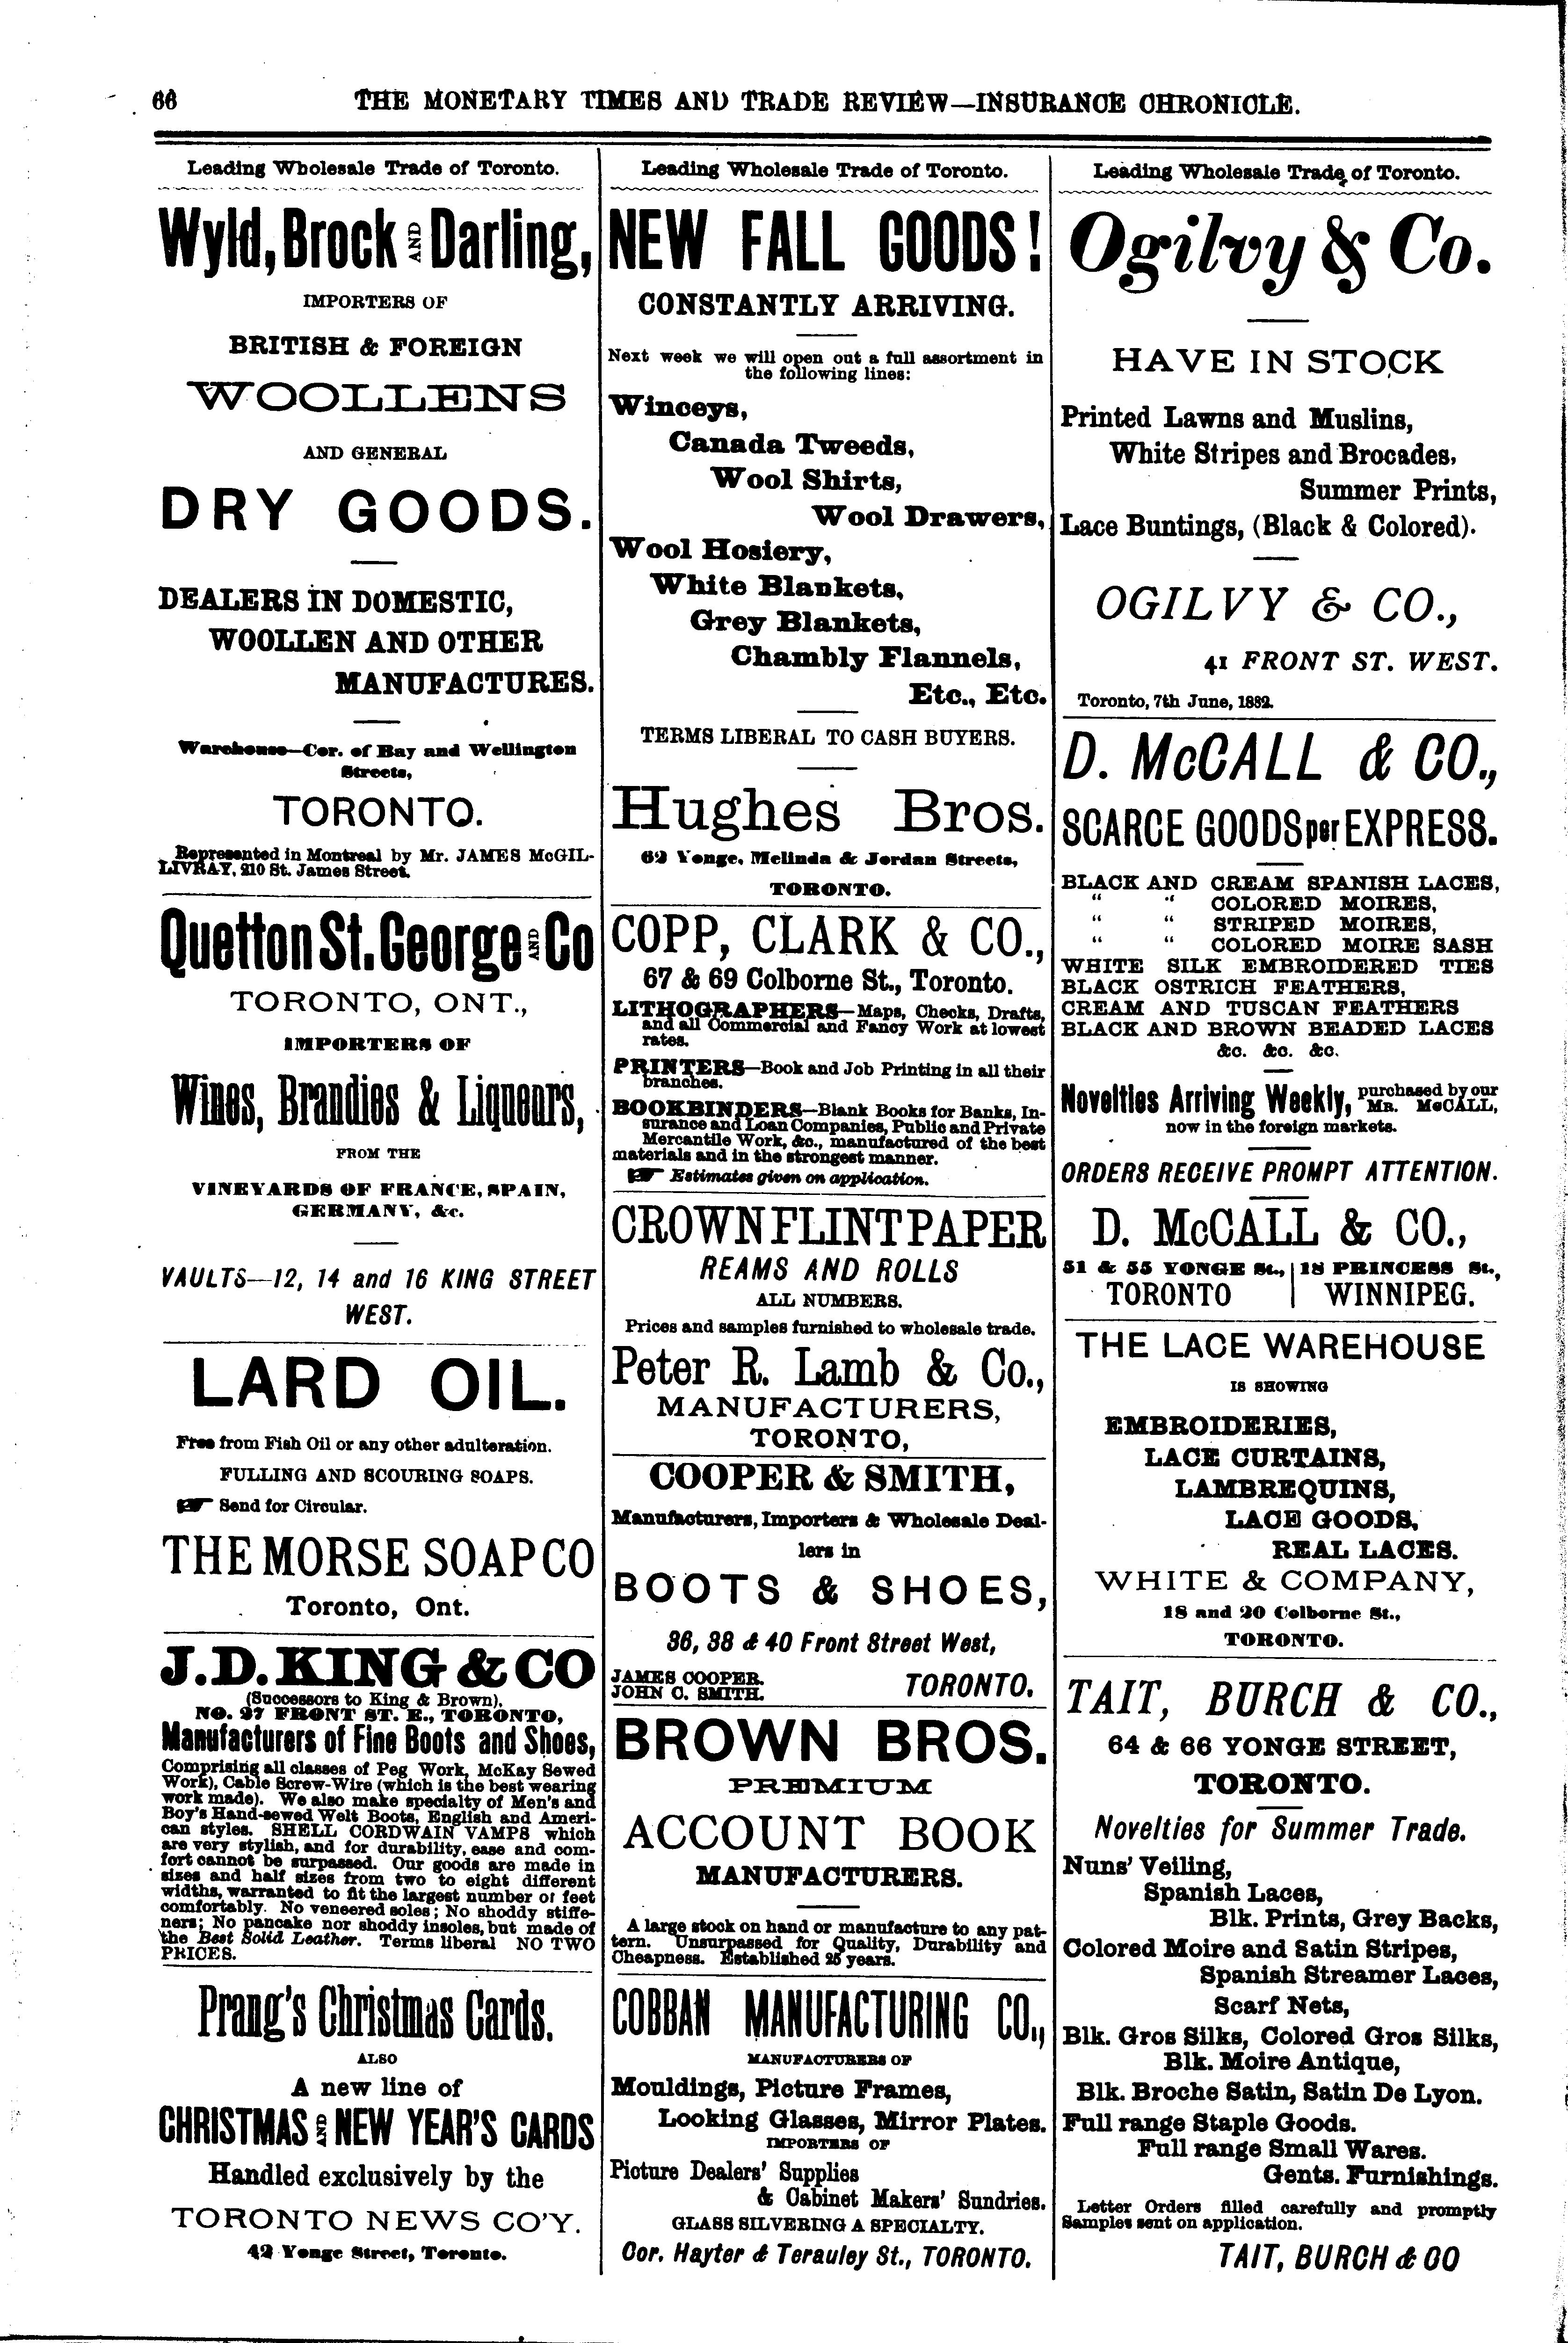 66
THE MONETARY TIMES AND TRADE REVIEW—INSURANCE CHRONICLE.
Leading Wholesale Trade of Toronto.
Wyld, Brock AND Darling,
IMPORTERS OF
BRITISH & FOREIGN
WOOLLENS
AND GENERAL
DRY GOODS.
DEALERS IN DOMESTIC,
WOOLLEN AND OTHER
MANUFACTURES.
Warehouse—Cor. of Bay and Wellington
Streets,
TORONTO.
Represented in Montreal by Mr. JAMES McGIL-
LIVRAY, 210 St. James Street.
Quetton St. George AND Co
TORONTO, ONT.,
IMPORTERS OF
Wines, Brandies & Liqueurs,
FROM THE
VINEYARDS OF FRANCE, SPAIN,
GERMANY, &c.
VAULTS—12, 14 and 16 KING STREET
WEST.
LARD OIL.
Free from Fish Oil or any other adulteration.
FULLING AND SCOURING SOAPS.
☞ Send for Circular.
THE MORSE SOAP CO
Toronto, Ont.
J. D. KING & CO
(Successors to King & Brown),
NO. 27 FRONT ST. E., TORONTO,
Manufacturers of Fine Boots and Shoes,
Comprising all classes of Peg Work, McKay Sewed
Work), Cable Screw-Wire (which is the best wearing
work made). We also make specialty of Men's and
Boy's Hand-sewed Welt Boots, English and Ameri-
can styles. SHELL CORDWAIN VAMPS which
are very stylish, and for durability, ease and com-
fort cannot be surpassed. Our goods are made in
sizes and half sizes from two to eight different
widths, warranted to fit the largest number of feet
comfortably. No veneered soles; No shoddy stiffe-
ners; No pancake nor shoddy insoles, but made of
the Best Solid Leather. Terms liberal NO TWO
PRICES.
Prang's Christmas Cards.
ALSO
A new line of
CHRISTMAS AND NEW YEAR'S CARDS
Handled exclusively by the
TORONTO NEWS CO'Y.
42 Yonge Street, Toronto.
Leading Wholesale Trade of Toronto.
NEW FALL GOODS!
CONSTANTLY ARRIVING.
Next week we will open out a full assortment in
the following lines:
Winceys,
Canada Tweeds,
Wool Shirts,
Wool Drawers,
Wool Hosiery,
White Blankets,
Grey Blankets,
Chambly Flannels,
Etc., Etc.
TERMS LIBERAL TO CASH BUYERS.
Hughes Bros.
62 Yonge, Melinda & Jordan Streets,
TORONTO.
COPP, CLARK & CO.,
67 & 69 Colborne St., Toronto.
LITHOGRAPHERS—Maps, Checks, Drafts,
and all Commercial and Fancy Work at lowest
rates.
PRINTERS—Book and Job Printing in all their
branches.
BOOKBINDERS—Blank Books for Banks, In-
surance and Loan Companies, Public and Private
Mercantile Work, &c., manufactured of the best
materials and in the strongest manner.
☞ Estimates given on application.
CROWN FLINT PAPER
REAMS AND ROLLS
ALL NUMBERS.
Prices and samples furnished to wholesale trade.
Peter R. Lamb & Co.,
MANUFACTURERS,
TORONTO,
COOPER & SMITH,
Manufacturers, Importers & Wholesale Deal-
lers in
BOOTS & SHOES,
36, 38 & 40 Front Street West,
JAMES COOPER.
JOHN C. SMITH.
TORONTO.
BROWN BROS.
PREMIUM
ACCOUNT BOOK
MANUFACTURERS.
A large stock on hand or manufacture to any pat-
tern. Unsurpassed for Quality, Durability and
Cheapness. Established 25 years.
COBBAN MANUFACTURING CO.,
MANUFACTURERS OF
Mouldings, Picture Frames,
Looking Glasses, Mirror Plates.
IMPORTERS OF
Picture Dealers' Supplies
& Cabinet Makers' Sundries.
GLASS SILVERING A SPECIALTY.
Cor. Hayter & Terauley St., TORONTO.
Leading Wholesale Trade of Toronto.
Ogilvy & Co.
HAVE IN STOCK
Printed Lawns and Muslins,
White Stripes and Brocades,
Summer Prints,
Lace Buntings, (Black & Colored).
OGILVY & CO.,
41 FRONT ST. WEST.
Toronto, 7th June, 1882.
D. McCALL & CO.,
SCARCE GOODS per EXPRESS.
BLACK AND CREAM SPANISH LACES,
“ “ COLORED MOIRES,
“ “ STRIPED MOIRES,
“ “ COLORED MOIRE SASH
WHITE SILK EMBROIDERED TIES
BLACK OSTRICH FEATHERS,
CREAM AND TUSCAN FEATHERS
BLACK AND BROWN BEADED LACES
&c. &c. &c.
Novelties Arriving Weekly, purchased by our
MR. McCALL,
now in the foreign markets.
ORDERS RECEIVE PROMPT ATTENTION.
D. McCALL & CO.,
51 & 55 YONGE St., | 18 PRINCESS St.,
TORONTO | WINNIPEG.
THE LACE WAREHOUSE
IS SHOWING
EMBROIDERIES,
LACE CURTAINS,
LAMBREQUINS,
LACE GOODS,
REAL LACES.
WHITE & COMPANY,
18 and 20 Colborne St.,
TORONTO.
TAIT, BURCH & CO.,
64 & 66 YONGE STREET,
TORONTO.
Novelties for Summer Trade.
Nuns' Veiling,
Spanish Laces,
Blk. Prints, Grey Backs,
Colored Moire and Satin Stripes,
Spanish Streamer Laces,
Scarf Nets,
Blk. Gros Silks, Colored Gros Silks,
Blk. Moire Antique,
Blk. Broche Satin, Satin De Lyon.
Full range Staple Goods.
Full range Small Wares.
Gents. Furnishings.
Letter Orders filled carefully and promptly
Samples sent on application.
TAIT, BURCH & CO